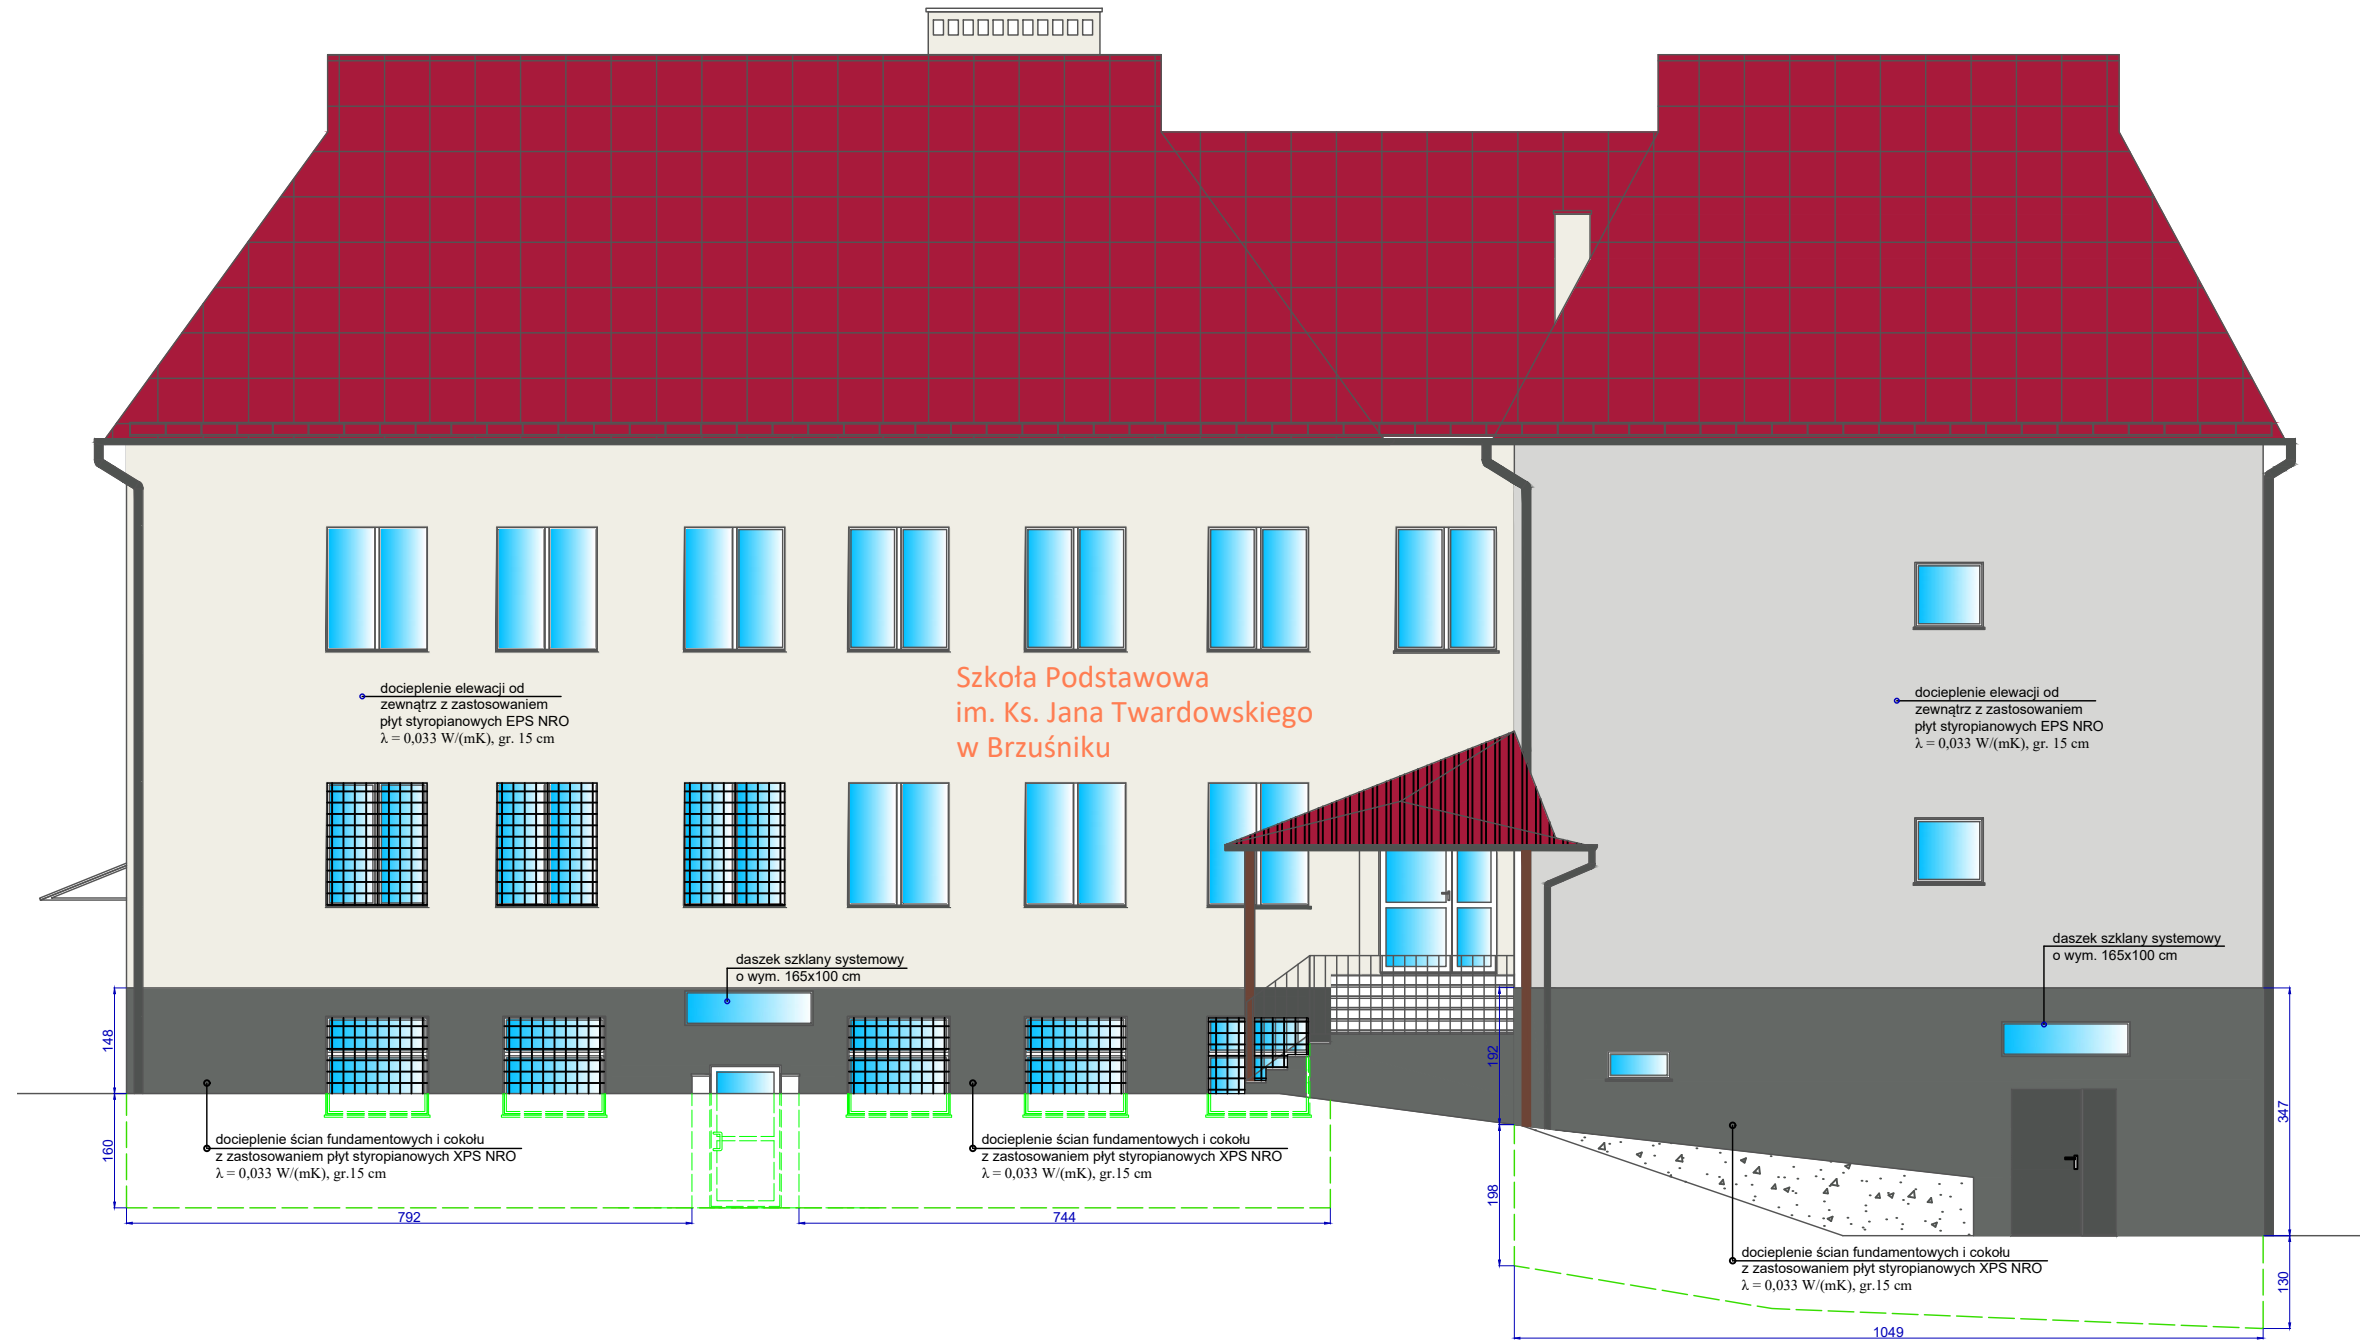 Szkoła Podstawowa
im. Ks. Jana Twardowskiego
w Brzuśniku
docieplenie elewacji od
zewnątrz z zastosowaniem
płyt styropianowych EPS NRO
λ = 0,033 W/(mK), gr. 15 cm
docieplenie elewacji od
zewnątrz z zastosowaniem
płyt styropianowych EPS NRO
λ = 0,033 W/(mK), gr. 15 cm
daszek szklany systemowy
o wym. 165x100 cm
daszek szklany systemowy
o wym. 165x100 cm
148
192
347
160
198
130
docieplenie ścian fundamentowych i cokołu
z zastosowaniem płyt styropianowych XPS NRO
λ = 0,033 W/(mK), gr.15 cm
docieplenie ścian fundamentowych i cokołu
z zastosowaniem płyt styropianowych XPS NRO
λ = 0,033 W/(mK), gr.15 cm
792
744
docieplenie ścian fundamentowych i cokołu
z zastosowaniem płyt styropianowych XPS NRO
λ = 0,033 W/(mK), gr.15 cm
1049